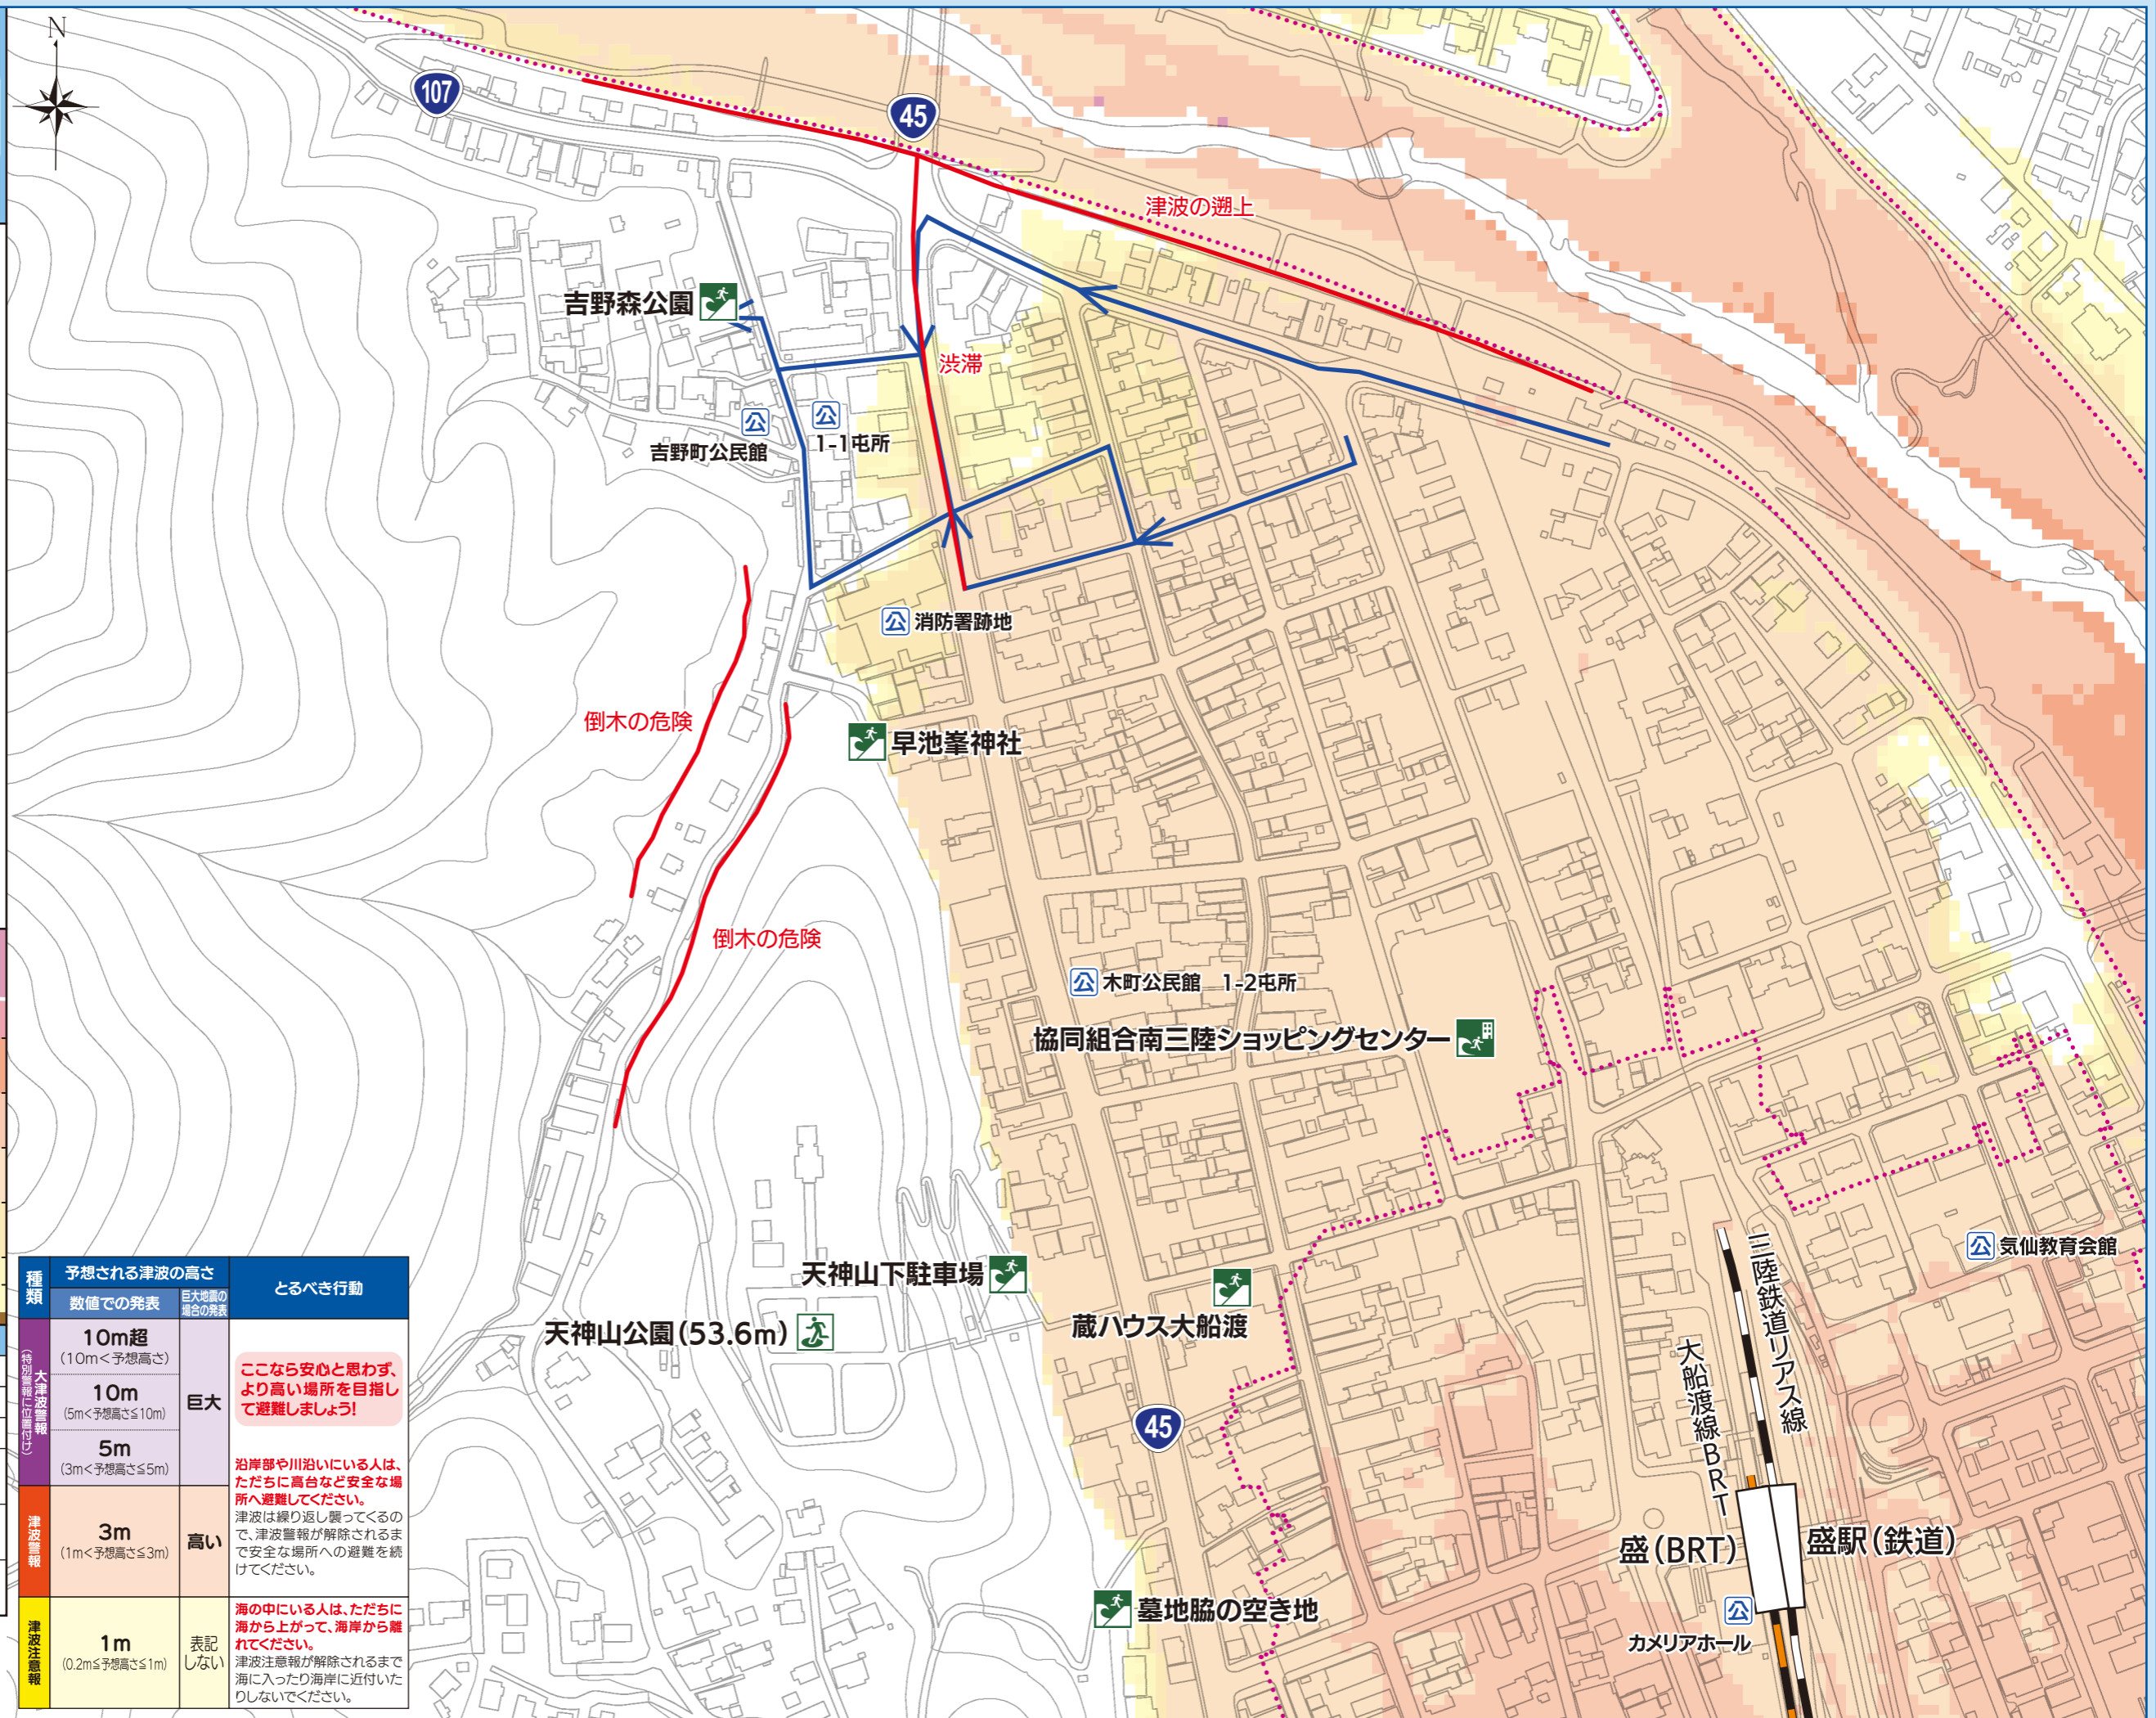 N
107
45
津波の遡上
吉野森公園
渋滞
公
公
1-1屯所
吉野町公民館
公 消防署跡地
倒木の危険
早池峯神社
倒木の危険
公 木町公民館 1-2屯所
協同組合南三陸ショッピングセンター
公 気仙教育会館
三陸鉄道リアス線
天神山下駐車場
蔵ハウス大船渡
天神山公園(53.6m)
大船渡線BRT
45
盛(BRT)
盛駅(鉄道)
墓地脇の空き地
公
カメリアホール
種類
予想される津波の高さ
数値での発表
巨大地震の
場合の発表
とるべき行動
大津波警報
(特別警報に位置付け)
10m超
(10m<予想高さ)
10m
(5m<予想高さ≦10m)
5m
(3m<予想高さ≦5m)
巨大
ここなら安心と思わず、
より高い場所を目指し
て避難しましょう!
沿岸部や川沿いにいる人は、
ただちに高台など安全な場
所へ避難してください。
津波は繰り返し襲ってくるの
で、津波警報が解除されるま
で安全な場所への避難を続
けてください。
津波警報
3m
(1m<予想高さ≦3m)
高い
津波注意報
1m
(0.2m≦予想高さ≦1m)
表記
しない
海の中にいる人は、ただちに
海から上がって、海岸から離
れてください。
津波注意報が解除されるまで
海に入ったり海岸に近付いた
りしないでください。